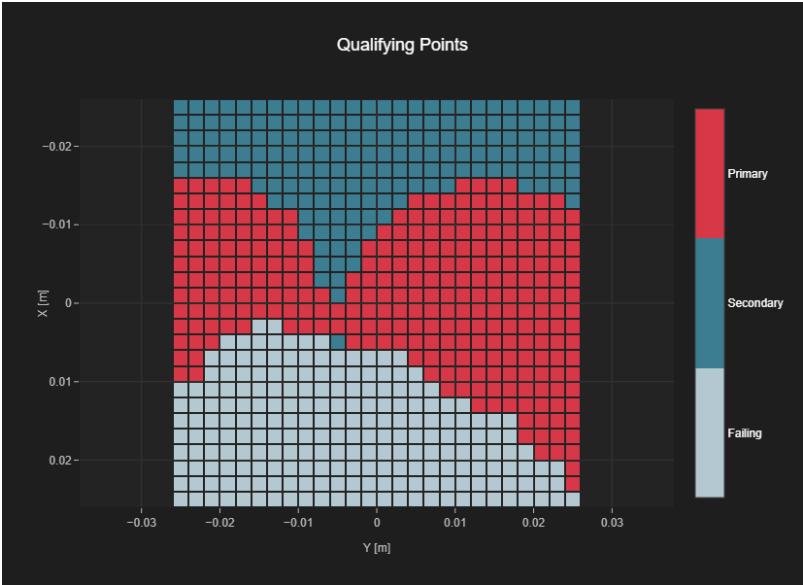 Qualifying Points
Primary
Secondary
Failing
X [m]
−0.02
−0.01
0
0.01
0.02
−0.03
−0.02
−0.01
0
0.01
0.02
0.03
Y [m]